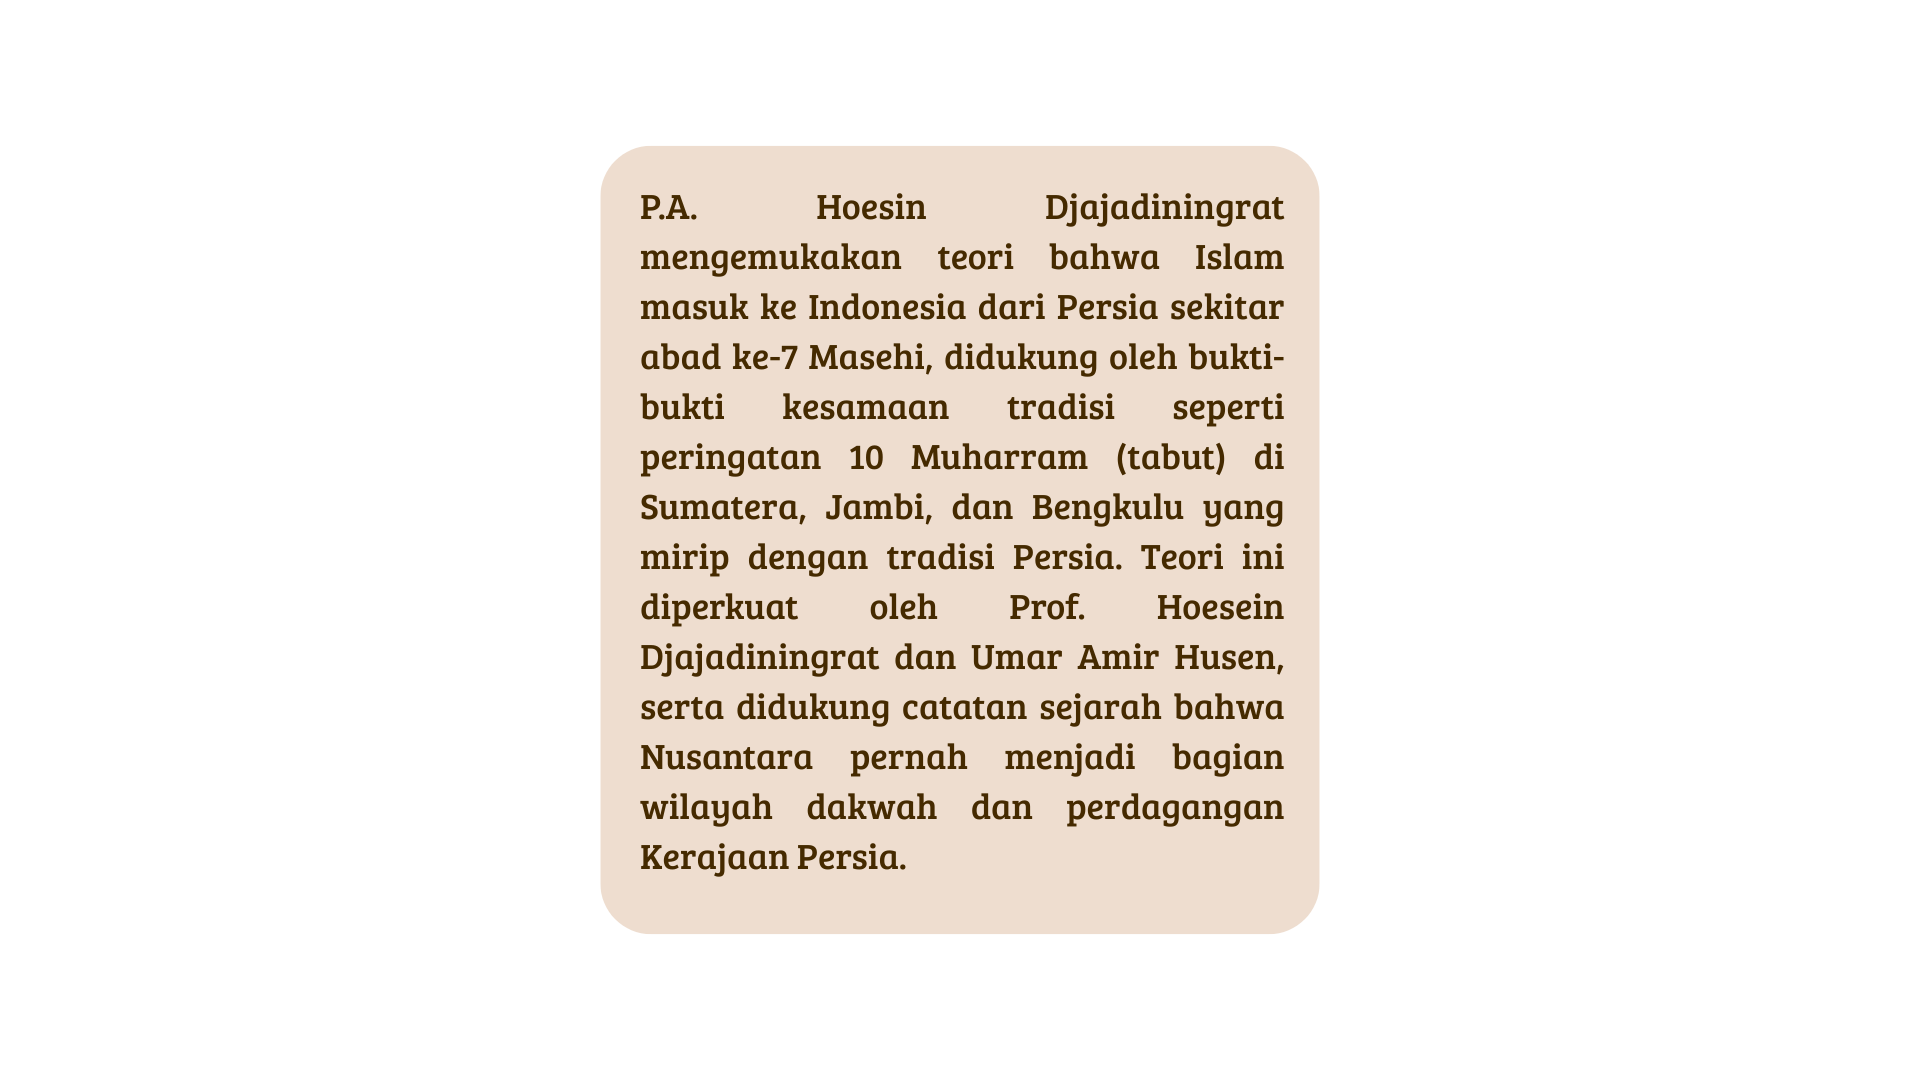 P.A. Hoesin Djajadiningrat
mengemukakan teori bahwa Islam
masuk ke Indonesia dari Persia sekitar
abad ke-7 Masehi, didukung oleh bukti-
bukti kesamaan tradisi seperti
peringatan 10 Muharram (tabut) di
Sumatera, Jambi, dan Bengkulu yang
mirip dengan tradisi Persia. Teori ini
diperkuat oleh Prof. Hoesein
Djajadiningrat dan Umar Amir Husen,
serta didukung catatan sejarah bahwa
Nusantara pernah menjadi bagian
wilayah dakwah dan perdagangan
Kerajaan Persia.